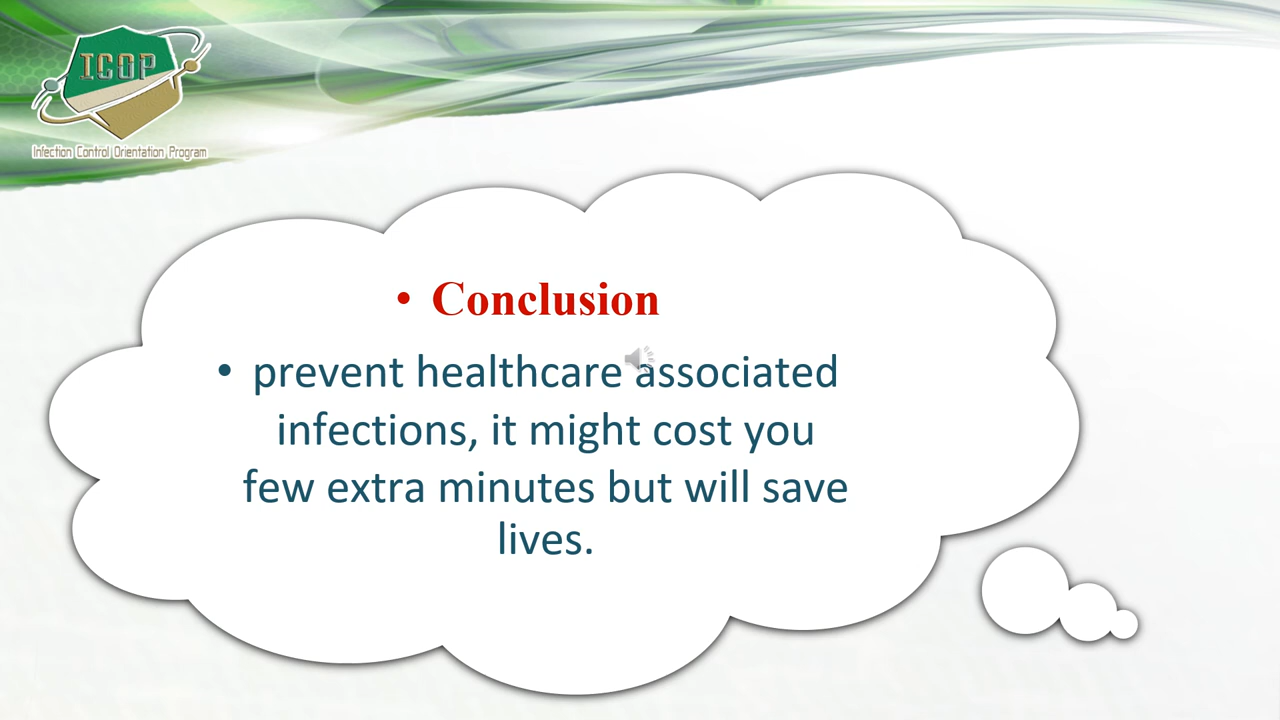 ICOP
Infection Control Orientation Program
• Conclusion
• prevent healthcare associated
infections, it might cost you
few extra minutes but will save
lives.